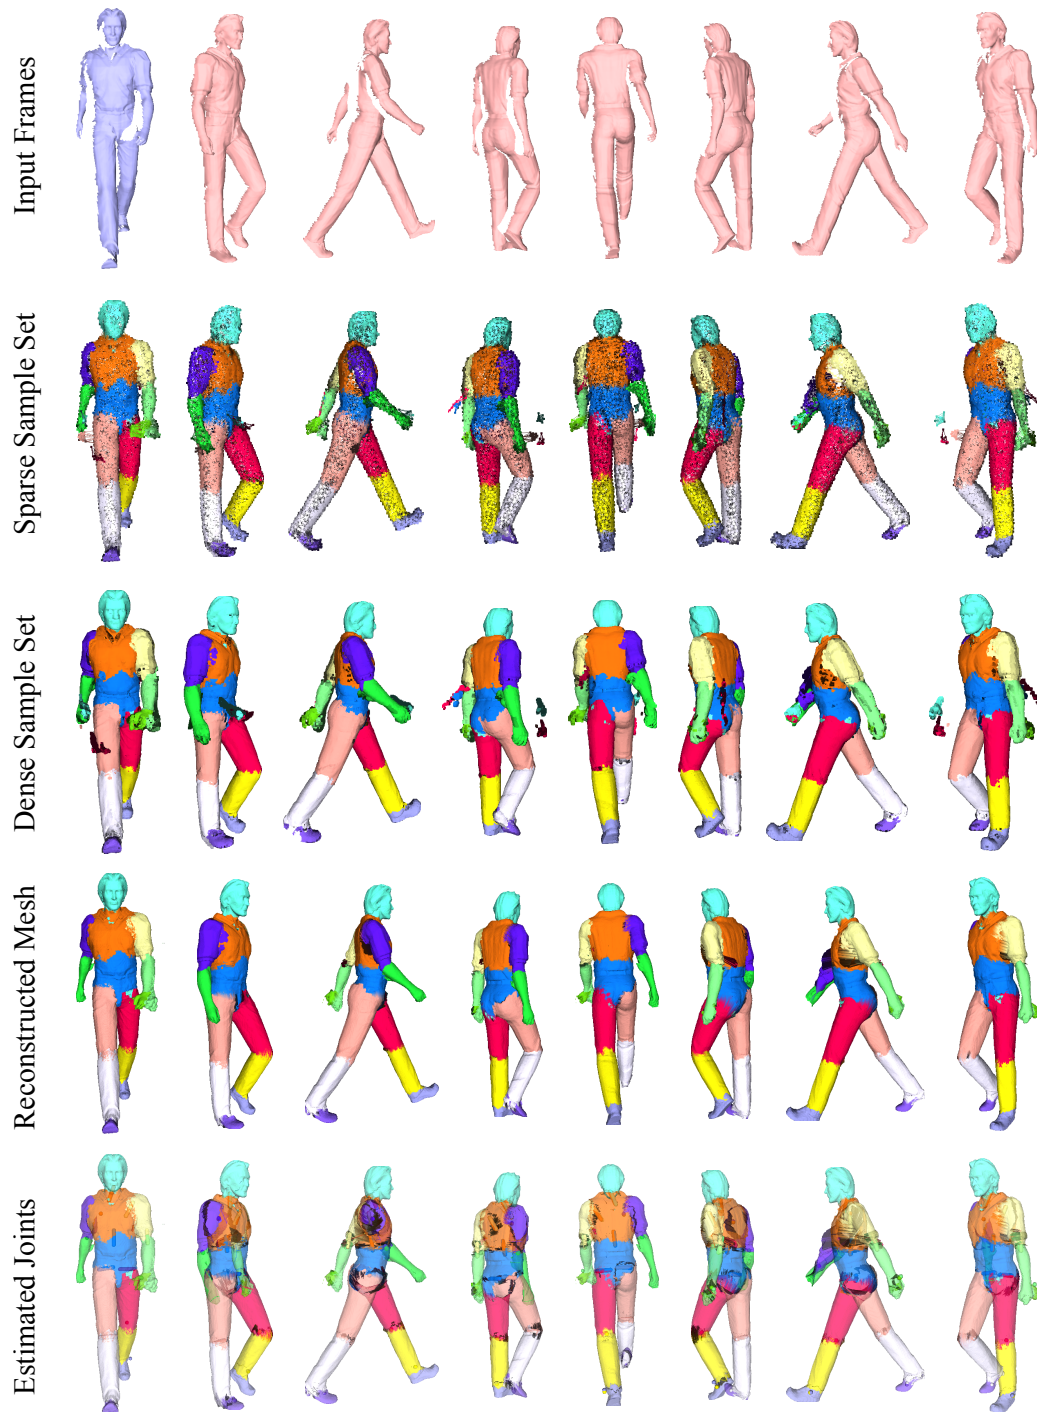 Input Frames
Sparse Sample Set
Dense Sample Set
Reconstructed Mesh
Estimated Joints